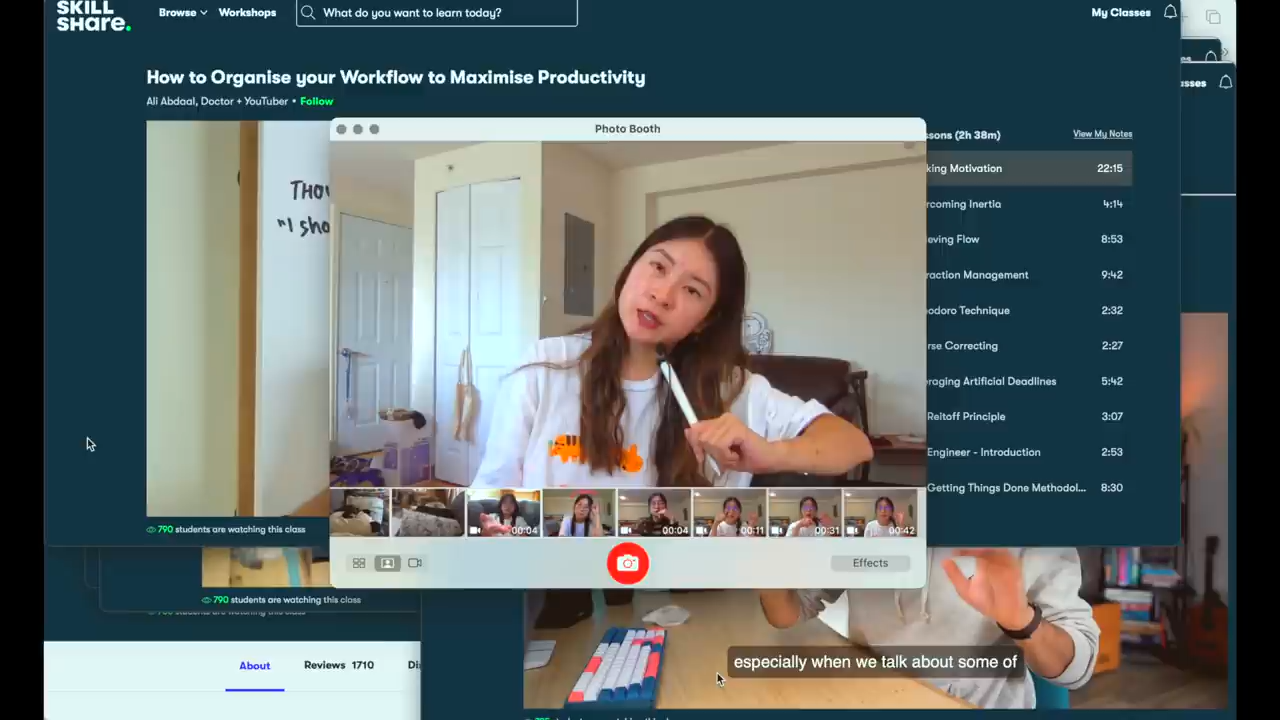 SKILL
SHARE.
Browse
Workshops
What do you want to learn today?
My Classes
How to Organise your Workflow to Maximise Productivity
Ali Abdaal, Doctor + YouTuber • Follow
Photo Booth
ssons (2h 38m)
View My Notes
king Motivation
22:15
rcoming Inertia
4:14
eving Flow
8:53
raction Management
9:42
odoro Technique
2:32
rse Correcting
2:27
raging Artificial Deadlines
5:42
Reitoff Principle
3:07
Engineer - Introduction
2:53
Getting Things Done Methodol...
8:30
asses
THOU
"I sho
00:04
00:04
00:11
00:31
00:42
Effects
790 students are watching this class
790 students are watching this class
About
Reviews 1710
Di
especially when we talk about some of